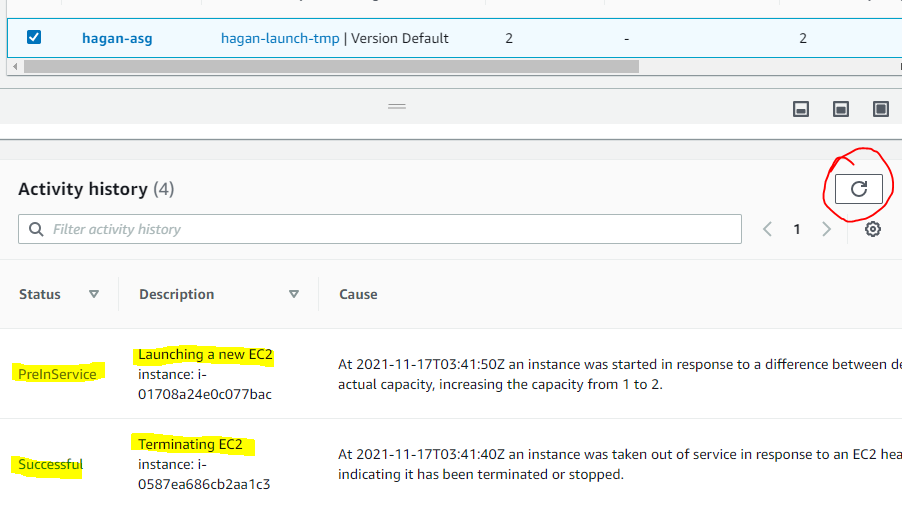 hagan-asg hagan-launch-tmp | Version Default 2 - 2
Activity history (4)
Filter activity history
1
Status Description Cause
PreInService
Launching a new EC2
instance: i-
01708a24e0c077bac
At 2021-11-17T03:41:50Z an instance was started in response to a difference between de
actual capacity, increasing the capacity from 1 to 2.
Successful
Terminating EC2
instance: i-
0587ea686cb2aa1c3
At 2021-11-17T03:41:40Z an instance was taken out of service in response to an EC2 hea
indicating it has been terminated or stopped.